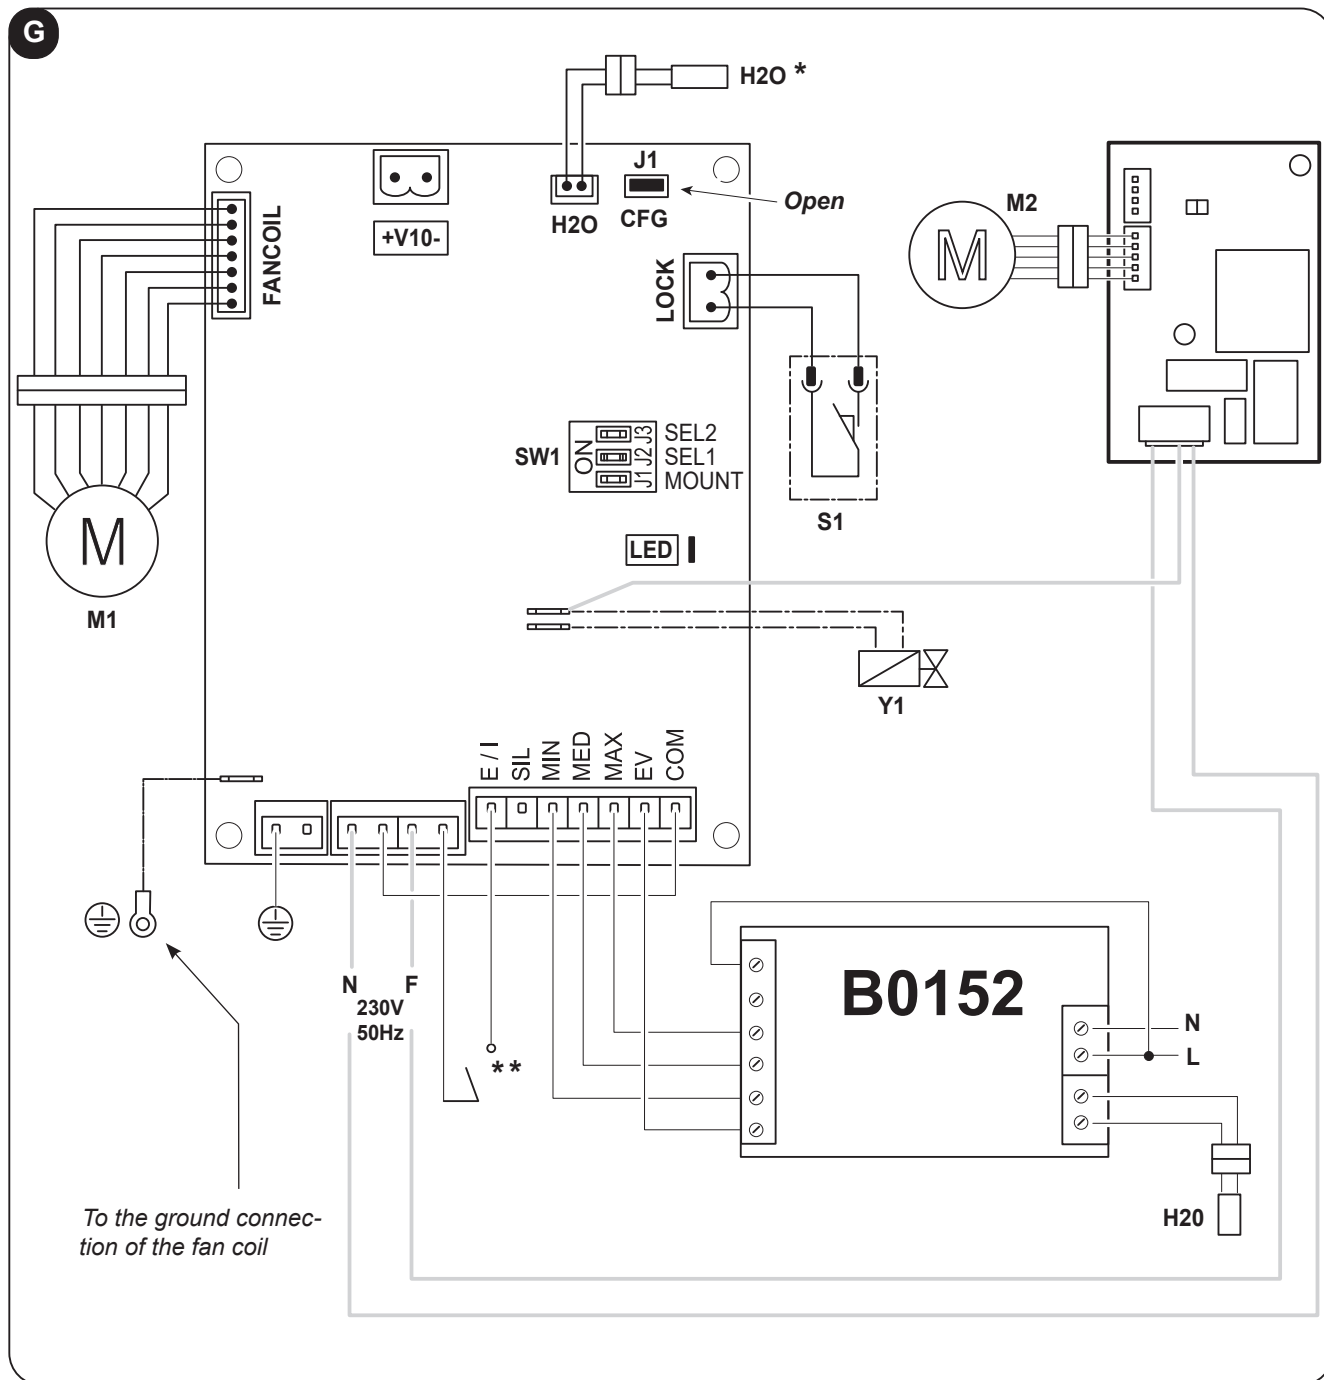 G
H2O *
J1
Open
CFG
H2O
+V10-
FANCOIL
LOCK
M2
M
SW1
ON
J3 SEL2
J2 SEL1
J1 MOUNT
S1
LED
M
M1
Y1
E / I
SIL
MIN
MED
MAX
EV
COM
N F
230V
50Hz
**
B0152
N
L
H20
To the ground connec-
tion of the fan coil